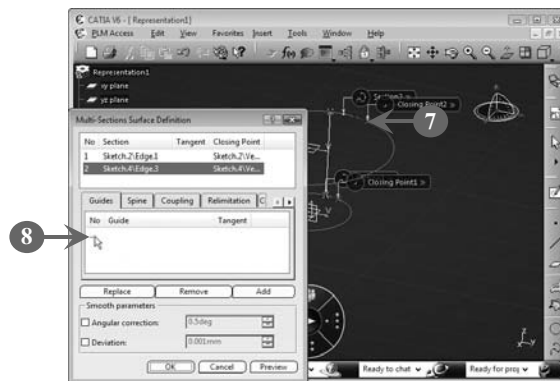 CATIA V6 - [ Representation1]
PLM Access Edit View Favorites Insert Tools Window Help
Representation1
xy plane
yz plane
Closing Point2
7
Multi-Sections Surface Definition
No Section Tangent Closing Point
1 Sketch.2\Edge.1 Sketch.2\Ve...
2 Sketch.4\Edge.3 Sketch.4\Ve...
Closing Point1
Guides Spine Coupling Relimitation C
No Guide Tangent
8
Replace Remove Add
Smooth parameters
Angular correction: 0.5deg
Deviation: 0.001mm
OK Cancel Preview
Ready to chat Ready for proj